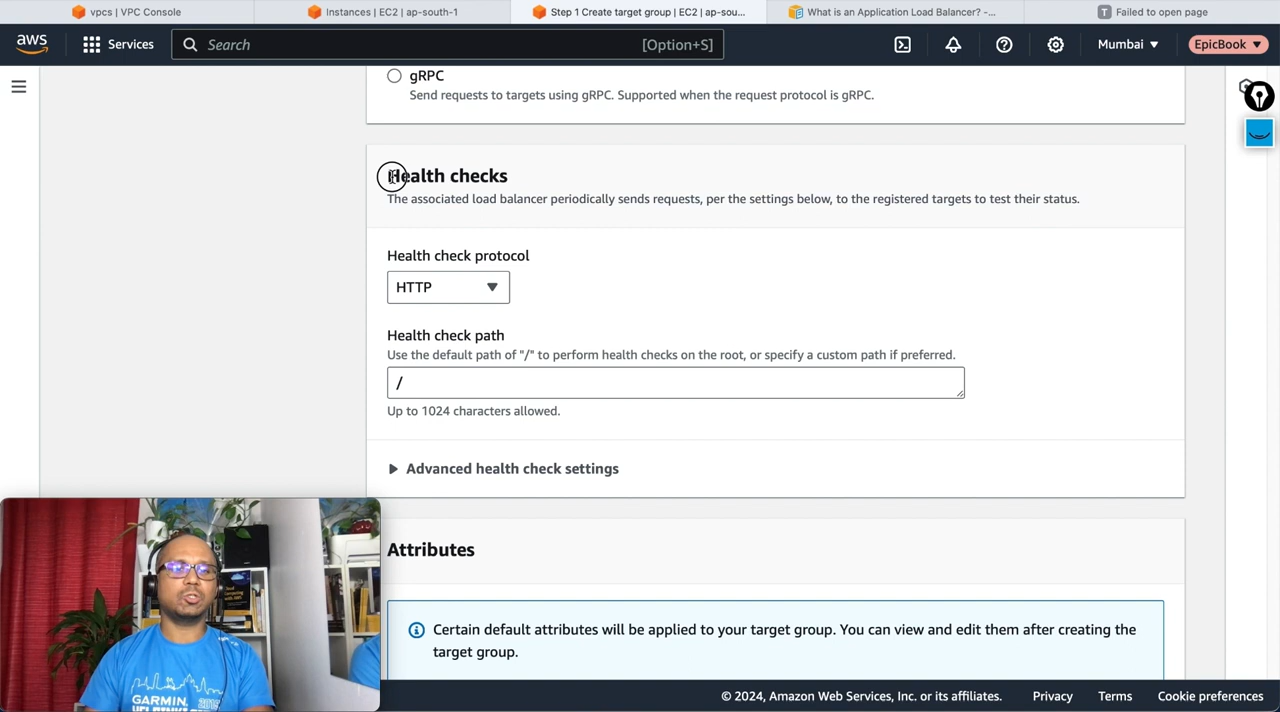 vpcs | VPC Console
Instances | EC2 | ap-south-1
Step 1 Create target group | EC2 | ap-sou...
What is an Application Load Balancer? -...
T Failed to open page
aws
Services
Search
[Option+S]
Mumbai
EpicBook
gRPC
Send requests to targets using gRPC. Supported when the request protocol is gRPC.
Health checks
The associated load balancer periodically sends requests, per the settings below, to the registered targets to test their status.
Health check protocol
HTTP
Health check path
Use the default path of "/" to perform health checks on the root, or specify a custom path if preferred.
/
Up to 1024 characters allowed.
Advanced health check settings
Attributes
Certain default attributes will be applied to your target group. You can view and edit them after creating the
target group.
GARMIN.
© 2024, Amazon Web Services, Inc. or its affiliates.
Privacy
Terms
Cookie preferences